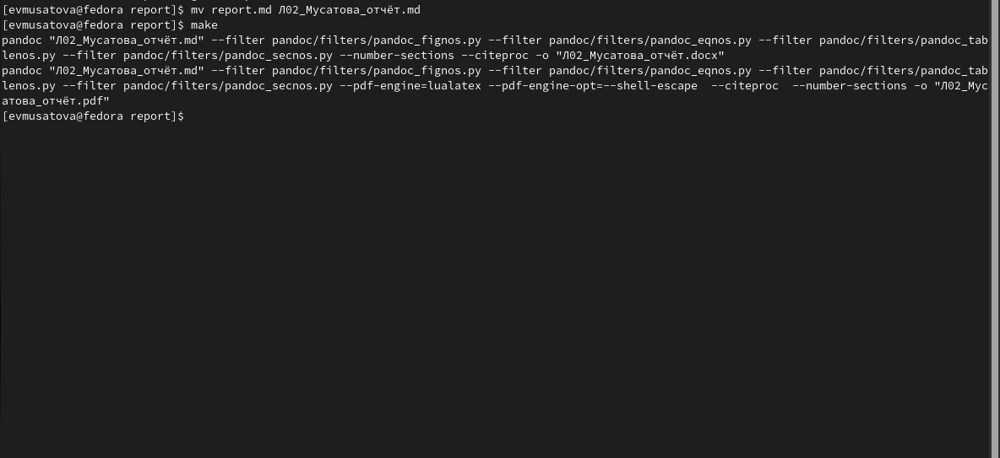 [evmusatova@fedora report]$ mv report.md Л02_Мусатова_отчёт.md
[evmusatova@fedora report]$ make
pandoc "Л02_Мусатова_отчёт.md" --filter pandoc/filters/pandoc_fignos.py --filter pandoc/filters/pandoc_eqnos.py --filter pandoc/filters/pandoc_tab
lenos.py --filter pandoc/filters/pandoc_secnos.py --number-sections --citeproc -o "Л02_Мусатова_отчёт.docx"
pandoc "Л02_Мусатова_отчёт.md" --filter pandoc/filters/pandoc_fignos.py --filter pandoc/filters/pandoc_eqnos.py --filter pandoc/filters/pandoc_tab
lenos.py --filter pandoc/filters/pandoc_secnos.py --pdf-engine=lualatex --pdf-engine-opt=--shell-escape  --citeproc  --number-sections -o "Л02_Мус
атова_отчёт.pdf"
[evmusatova@fedora report]$